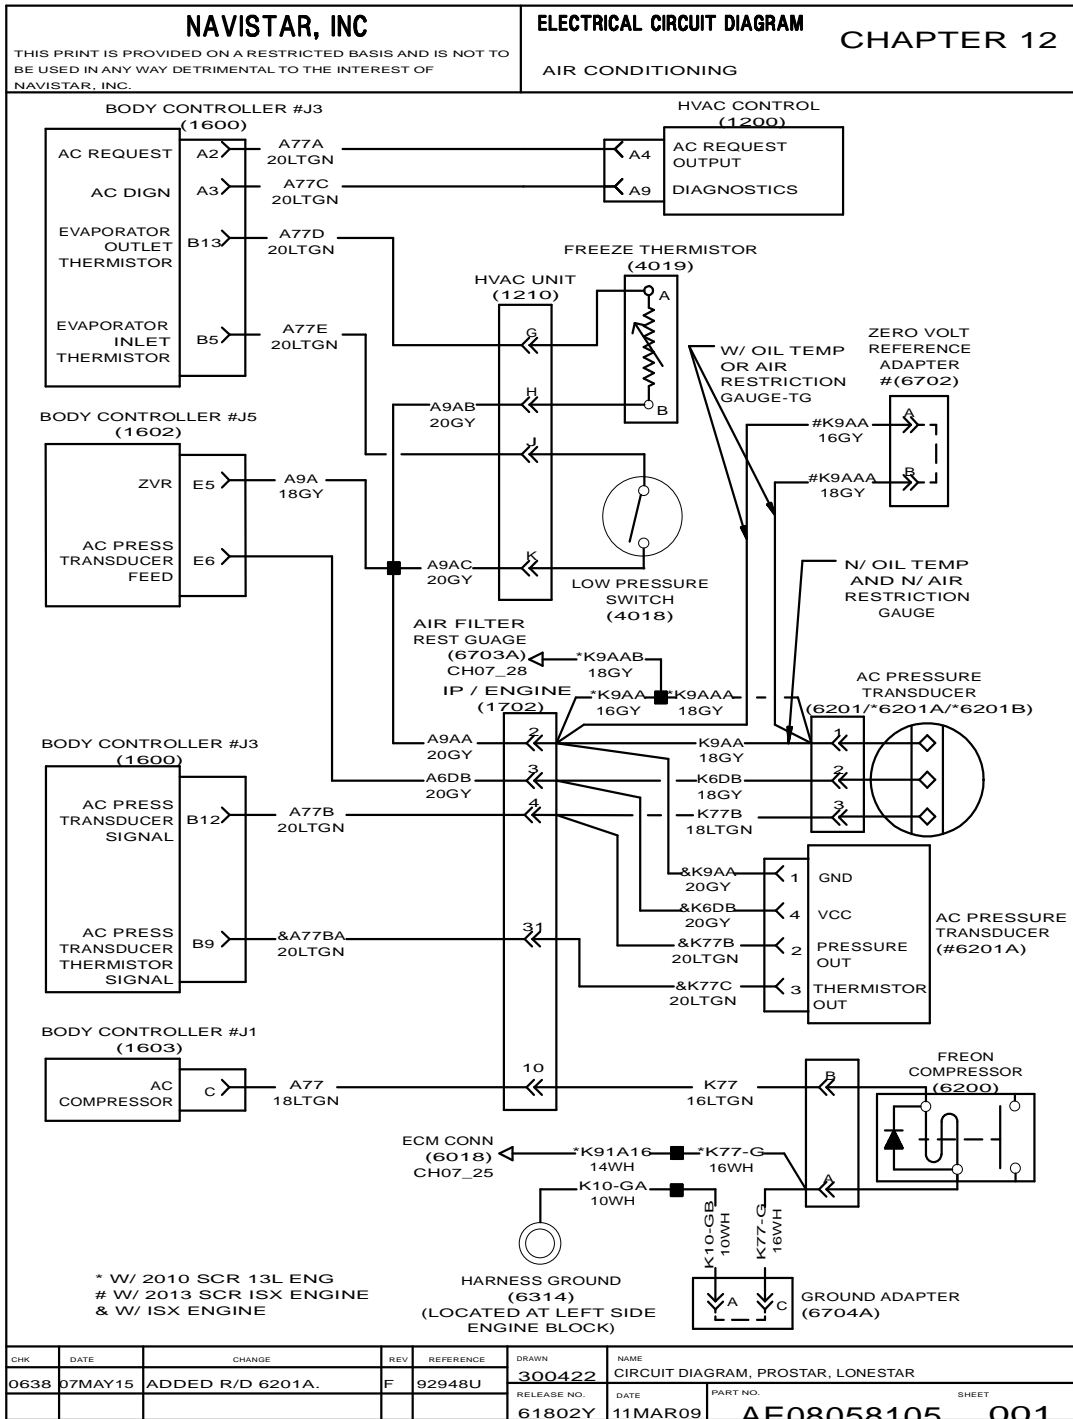 NAVISTAR, INC
THIS PRINT IS PROVIDED ON A RESTRICTED BASIS AND IS NOT TO
BE USED IN ANY WAY DETRIMENTAL TO THE INTEREST OF
NAVISTAR, INC.
ELECTRICAL CIRCUIT DIAGRAM
AIR CONDITIONING
CHAPTER 12
BODY CONTROLLER #J3
(1600)
AC REQUEST
A2
AC DIGN
A3
EVAPORATOR
OUTLET
THERMISTOR
B13
EVAPORATOR
INLET
THERMISTOR
B5
A77A
20LTGN
A77C
20LTGN
A77D
20LTGN
A77E
20LTGN
HVAC CONTROL
(1200)
A4
AC REQUEST
OUTPUT
A9
DIAGNOSTICS
FREEZE THERMISTOR
(4019)
A
B
HVAC UNIT
(1210)
G
H
J
K
A9AB
20GY
A9AC
20GY
W/ OIL TEMP
OR AIR
RESTRICTION
GAUGE-TG
ZERO VOLT
REFERENCE
ADAPTER
#(6702)
#K9AA
16GY
A
#K9AAA
18GY
B
BODY CONTROLLER #J5
(1602)
ZVR
E5
A9A
18GY
AC PRESS
TRANSDUCER
FEED
E6
LOW PRESSURE
SWITCH
(4018)
N/ OIL TEMP
AND N/ AIR
RESTRICTION
GAUGE
AIR FILTER
REST GUAGE
(6703A)
CH07_28
*K9AAB
18GY
*K9AA
16GY
*K9AAA
18GY
IP / ENGINE
(1702)
AC PRESSURE
TRANSDUCER
(6201/*6201A/*6201B)
A9AA
20GY
2
K9AA
18GY
1
A6DB
20GY
3
K6DB
18GY
2
4
K77B
18LTGN
3
BODY CONTROLLER #J3
(1600)
AC PRESS
TRANSDUCER
SIGNAL
B12
A77B
20LTGN
AC PRESS
TRANSDUCER
THERMISTOR
SIGNAL
B9
&A77BA
20LTGN
31
&K9AA
20GY
1
GND
&K6DB
20GY
4
VCC
&K77B
20LTGN
2
PRESSURE
OUT
&K77C
20LTGN
3
THERMISTOR
OUT
AC PRESSURE
TRANSDUCER
(#6201A)
BODY CONTROLLER #J1
(1603)
AC
COMPRESSOR
C
A77
18LTGN
10
K77
16LTGN
B
FREON
COMPRESSOR
(6200)
ECM CONN
(6018)
CH07_25
*K91A16
14WH
*K77-G
16WH
A
K10-GA
10WH
K10-GB
10WH
K77-G
16WH
HARNESS GROUND
(6314)
(LOCATED AT LEFT SIDE
ENGINE BLOCK)
A
C
GROUND ADAPTER
(6704A)
* W/ 2010 SCR 13L ENG
# W/ 2013 SCR ISX ENGINE
& W/ ISX ENGINE
CHK
DATE
CHANGE
REV
REFERENCE
0638
07MAY15
ADDED R/D 6201A.
F
92948U
DRAWN
300422
NAME
CIRCUIT DIAGRAM, PROSTAR, LONESTAR
RELEASE NO.
61802Y
DATE
11MAR09
PART NO.
AE08058105
SHEET
001